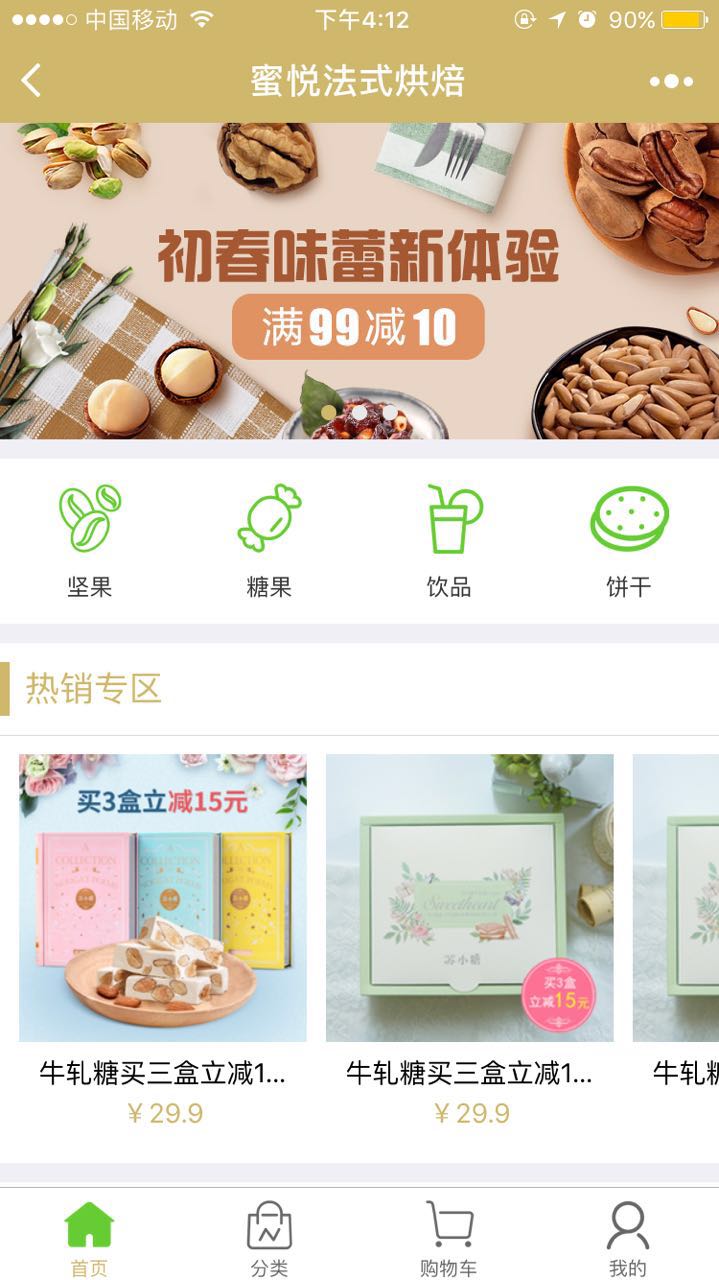 中国移动
下午4:12
90%
蜜悦法式烘焙
初春味蕾新体验
满99减10
坚果
糖果
饮品
饼干
热销专区
买3盒立减15元
A
COLLECTION
Sweetheart
苏小糖
买3盒
立减15元
牛轧糖买三盒立减1...
¥29.9
牛轧糖买三盒立减1...
¥29.9
牛轧
首页
分类
购物车
我的